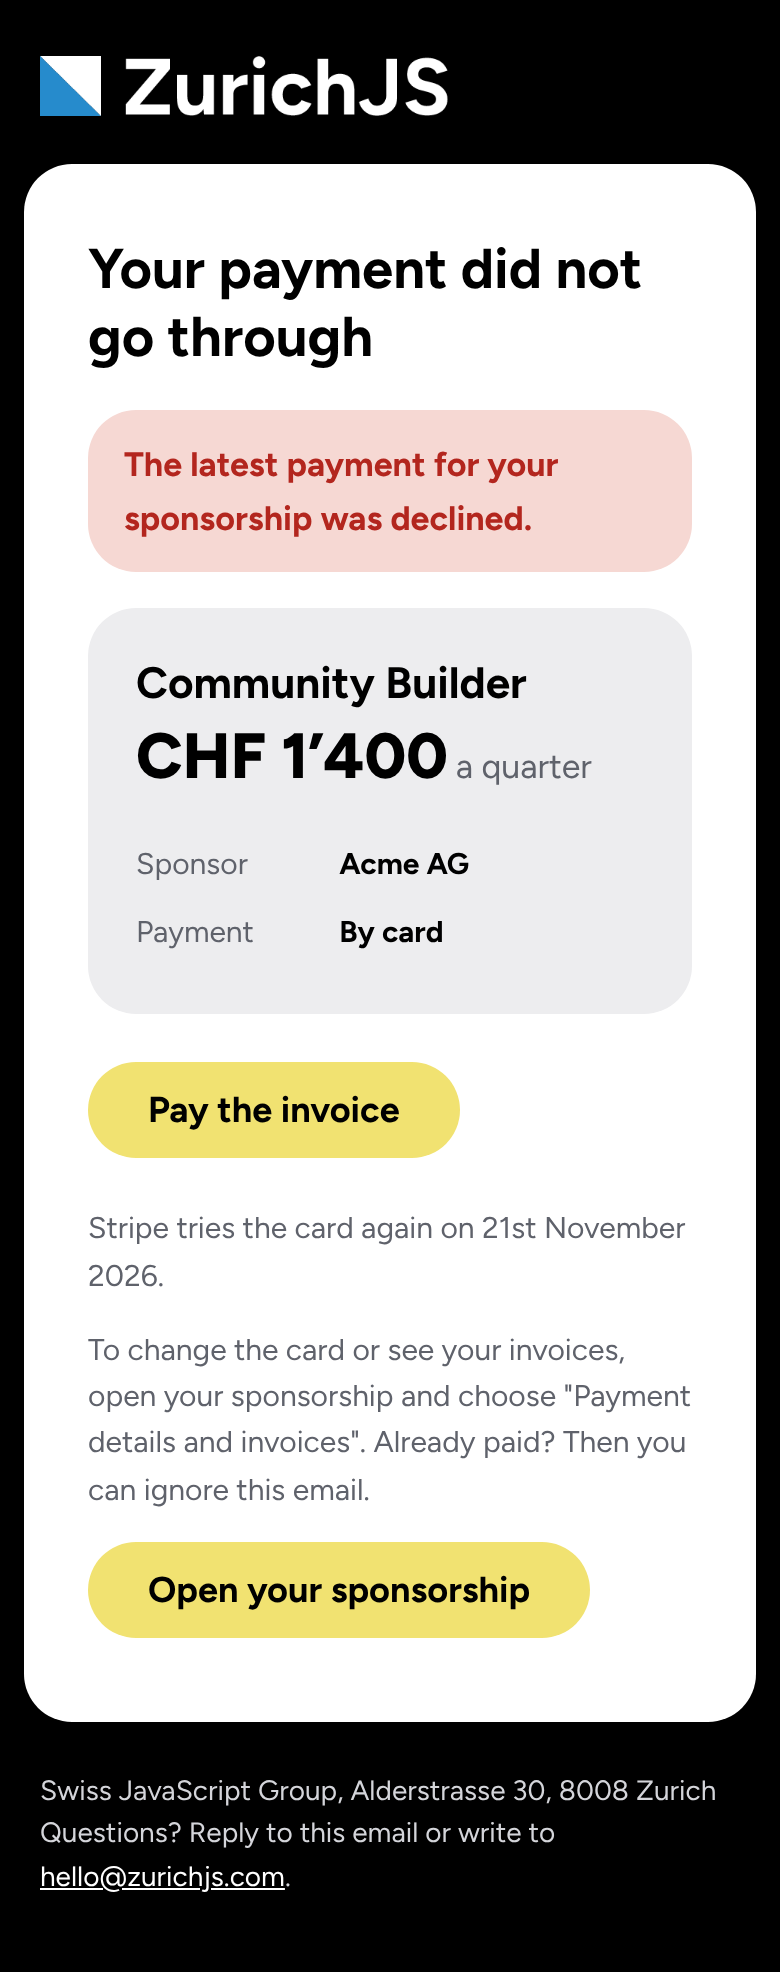 ZurichJS
Your payment did not
go through
The latest payment for your
sponsorship was declined.
Community Builder
CHF 1’400 a quarter
Sponsor Acme AG
Payment By card
Pay the invoice
Stripe tries the card again on 21st November
2026.
To change the card or see your invoices,
open your sponsorship and choose "Payment
details and invoices". Already paid? Then you
can ignore this email.
Open your sponsorship
Swiss JavaScript Group, Alderstrasse 30, 8008 Zurich
Questions? Reply to this email or write to
hello@zurichjs.com.